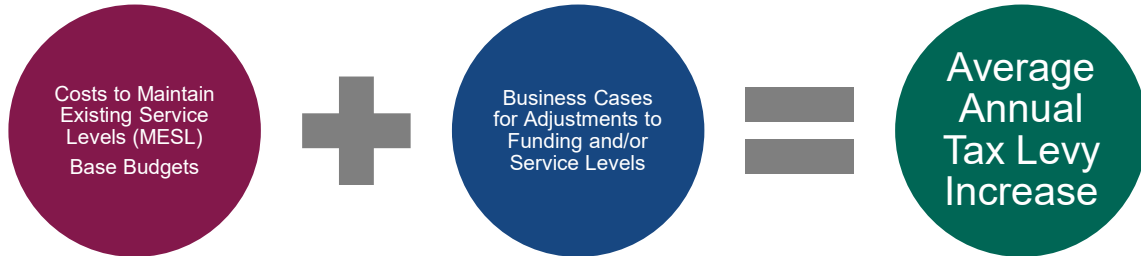 Costs to Maintain
Existing Service
Levels (MESL)
Base Budgets
Business Cases
for Adjustments to
Funding and/or
Service Levels
Average
Annual
Tax Levy
Increase